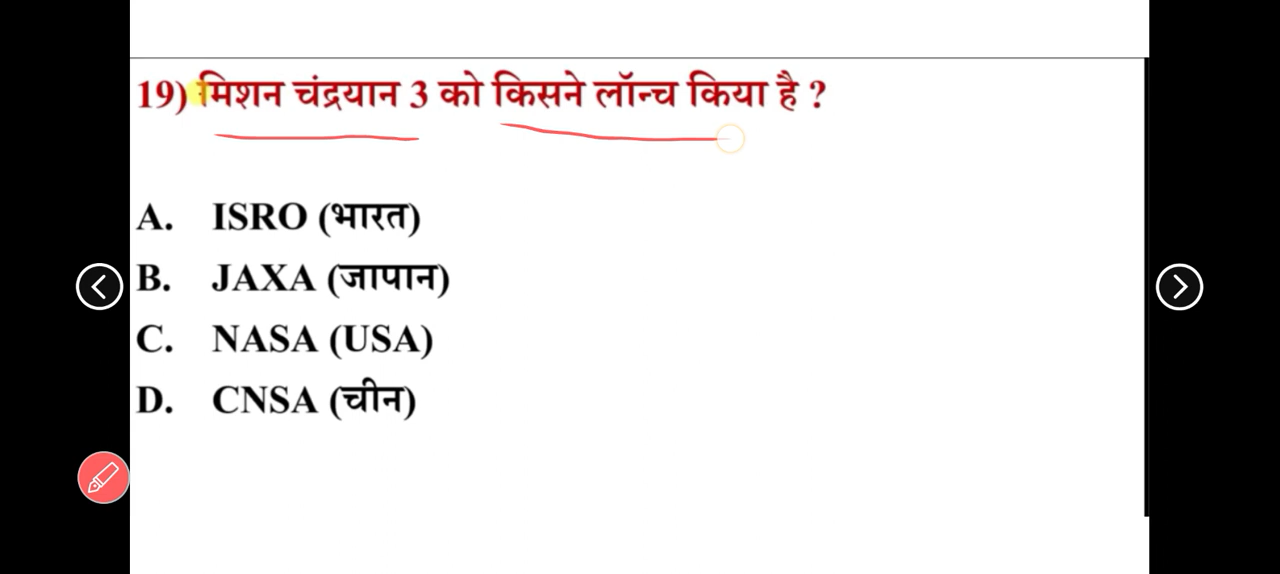 19) मिशन चंद्रयान 3 को किसने लॉन्च किया है ?
A. ISRO (भारत)
B. JAXA (जापान)
C. NASA (USA)
D. CNSA (चीन)